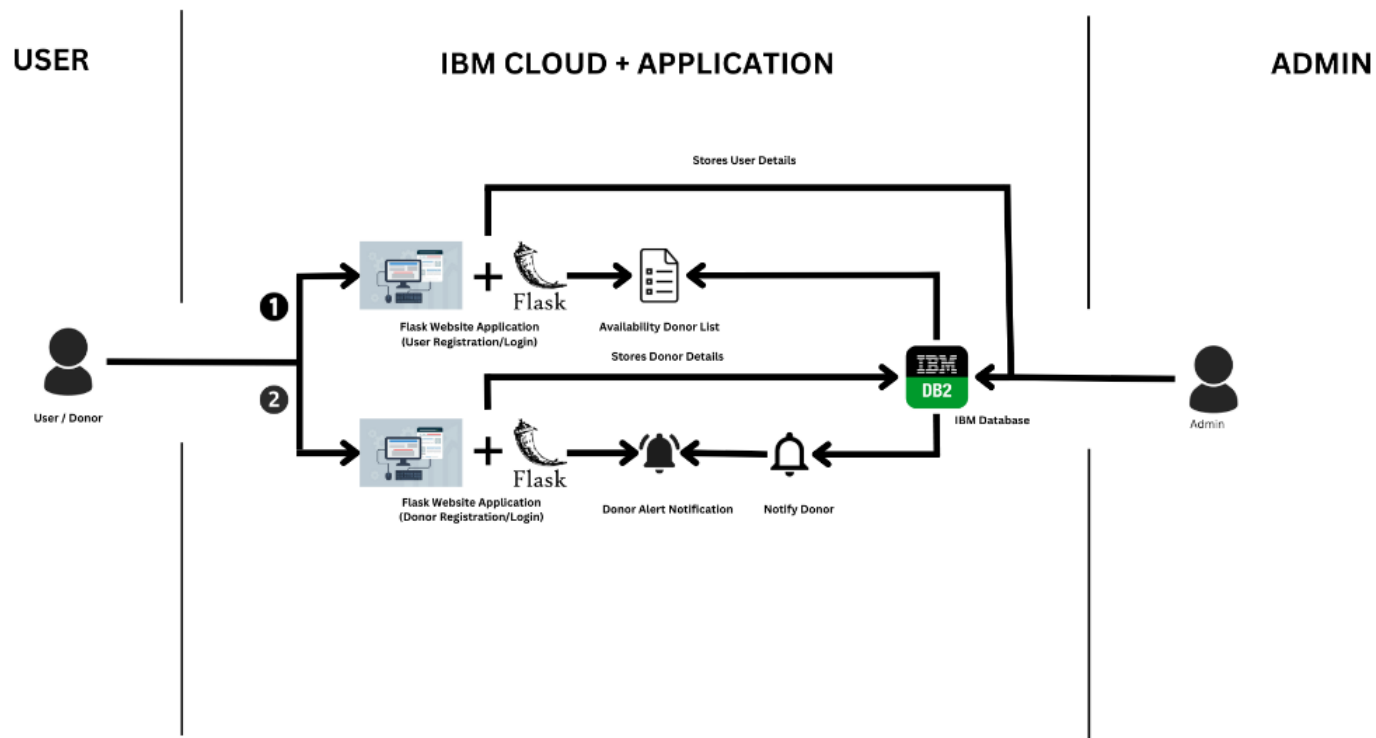 USER
IBM CLOUD + APPLICATION
ADMIN
Stores User Details
1
Flask
Flask Website Application
(User Registration/Login)
Availability Donor List
Stores Donor Details
IBM
DB2
2
User / Donor
IBM Database
Admin
Flask
Flask Website Application
(Donor Registration/Login)
Donor Alert Notification
Notify Donor